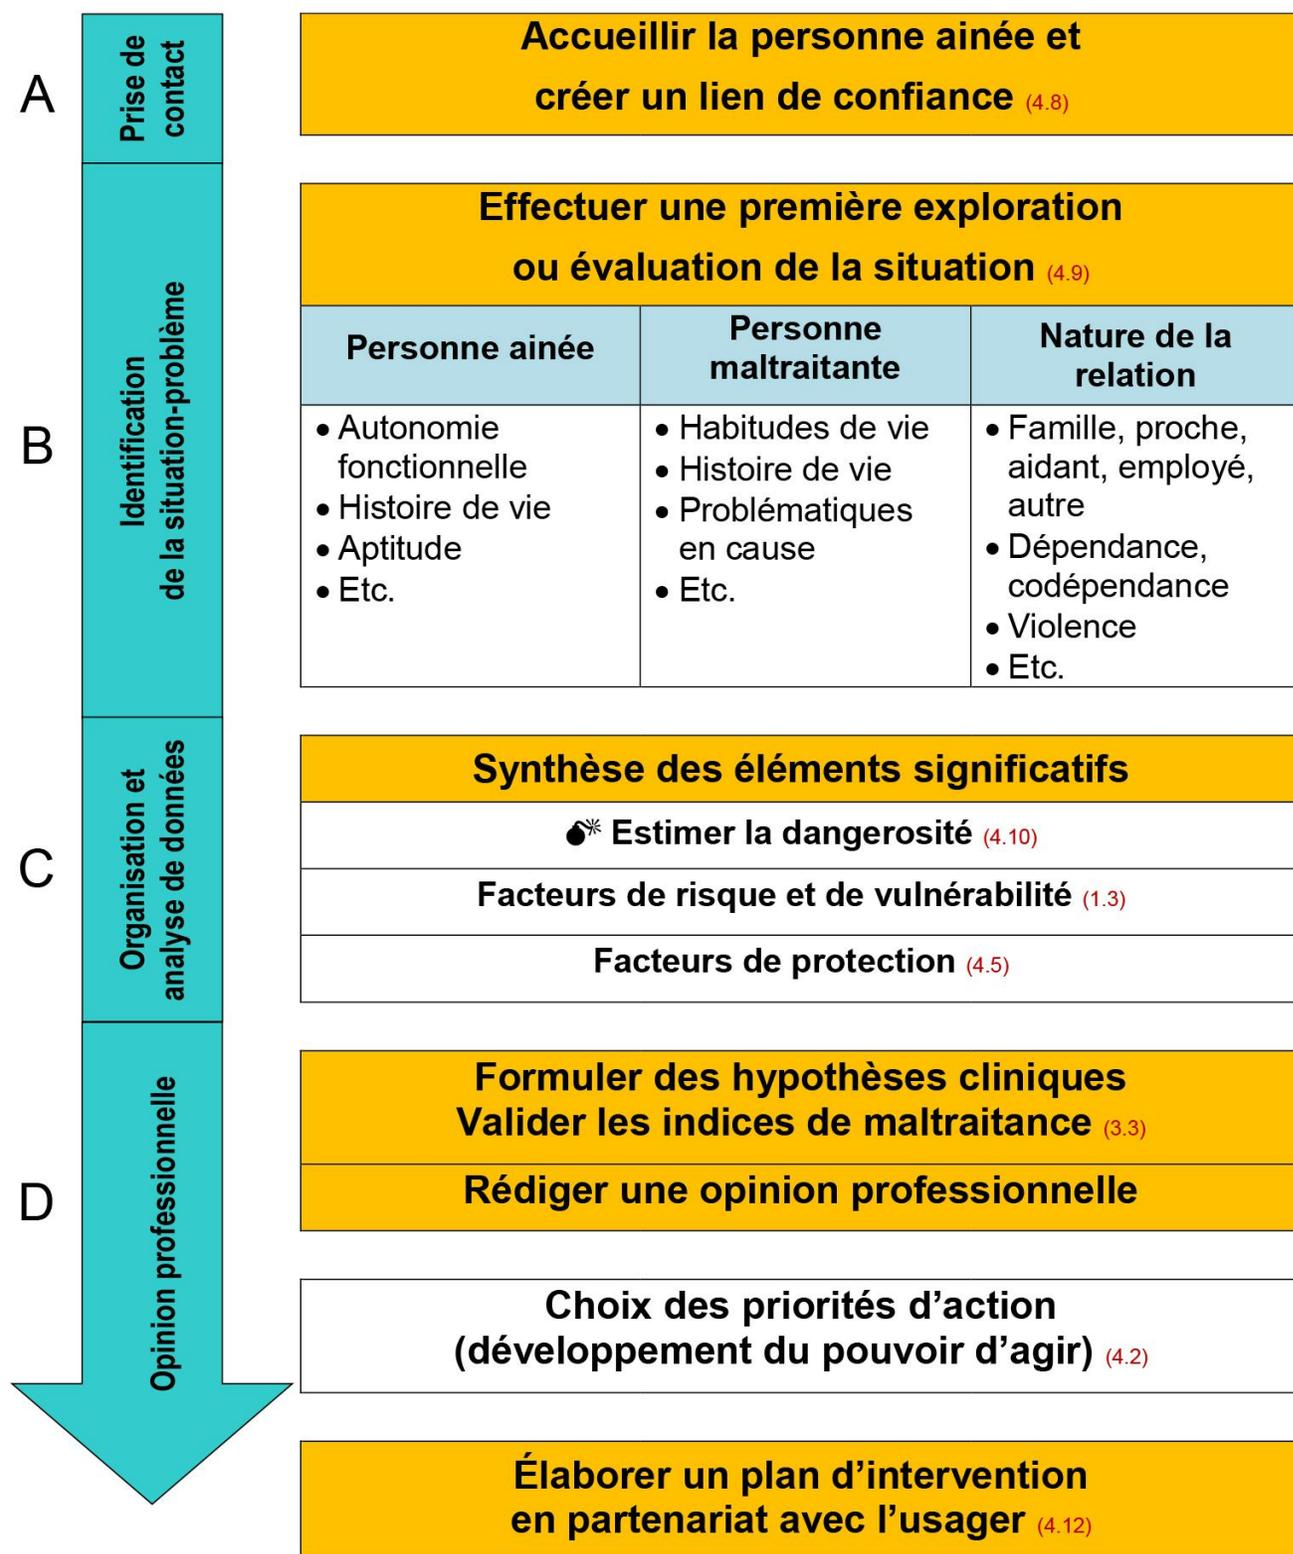 A
Prise de
contact
Accueillir la personne ainée et
créer un lien de confiance (4.8)
B
Identification
de la situation-problème
Effectuer une première exploration
ou évaluation de la situation (4.9)
Personne ainée
Personne
maltraitante
Nature de la
relation
• Autonomie
fonctionnelle
• Histoire de vie
• Aptitude
• Etc.
• Habitudes de vie
• Histoire de vie
• Problématiques
en cause
• Etc.
• Famille, proche,
aidant, employé,
autre
• Dépendance,
codépendance
• Violence
• Etc.
C
Organisation et
analyse de données
Synthèse des éléments significatifs
Estimer la dangerosité (4.10)
Facteurs de risque et de vulnérabilité (1.3)
Facteurs de protection (4.5)
D
Opinion professionnelle
Formuler des hypothèses cliniques
Valider les indices de maltraitance (3.3)
Rédiger une opinion professionnelle
Choix des priorités d’action
(développement du pouvoir d’agir) (4.2)
Élaborer un plan d’intervention
en partenariat avec l’usager (4.12)